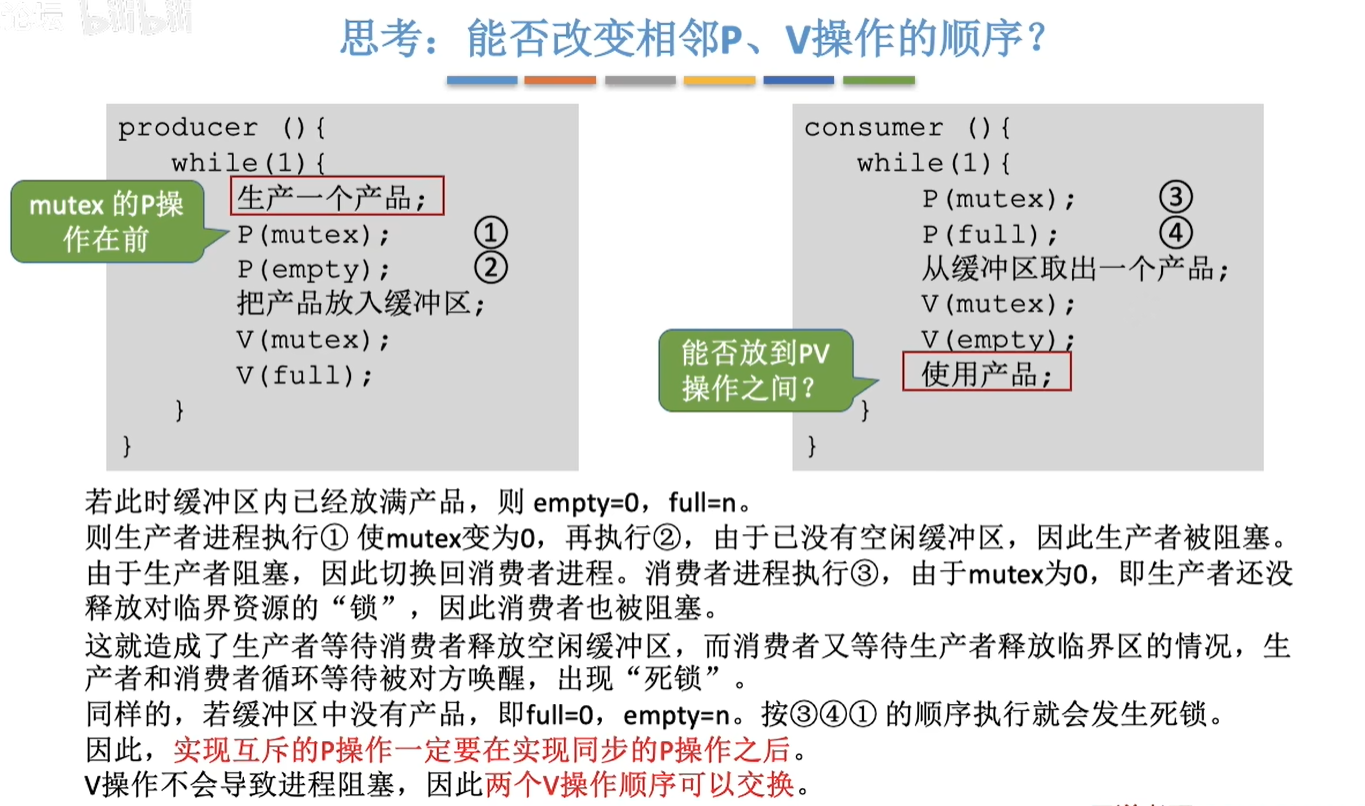 论坛 bilibili
思考：能否改变相邻P、V操作的顺序？
producer (){
while(1){
生产一个产品;
mutex 的P操
作在前
P(mutex); ①
P(empty); ②
把产品放入缓冲区;
V(mutex);
V(full);
}
}
consumer (){
while(1){
P(mutex); ③
P(full); ④
从缓冲区取出一个产品;
V(mutex);
V(empty);
能否放到PV
操作之间？
使用产品;
}
}
若此时缓冲区内已经放满产品，则 empty=0，full=n。
则生产者进程执行① 使mutex变为0，再执行②，由于已没有空闲缓冲区，因此生产者被阻塞。
由于生产者阻塞，因此切换回消费者进程。消费者进程执行③，由于mutex为0，即生产者还没
释放对临界资源的“锁”，因此消费者也被阻塞。
这就造成了生产者等待消费者释放空闲缓冲区，而消费者又等待生产者释放临界区的情况，生
产者和消费者循环等待被对方唤醒，出现“死锁”。
同样的，若缓冲区中没有产品，即full=0，empty=n。按③④① 的顺序执行就会发生死锁。
因此，实现互斥的P操作一定要在实现同步的P操作之后。
V操作不会导致进程阻塞，因此两个V操作顺序可以交换。